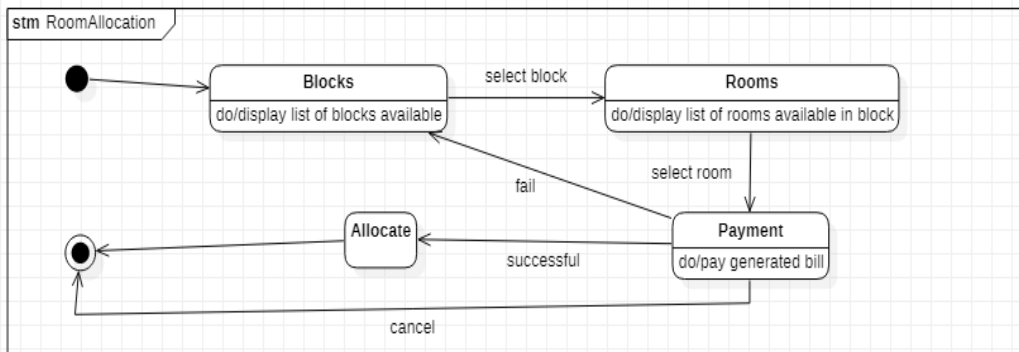 stm RoomAllocation
Blocks
do/display list of blocks available
select block
Rooms
do/display list of rooms available in block
fail
select room
Allocate
successful
Payment
do/pay generated bill
cancel